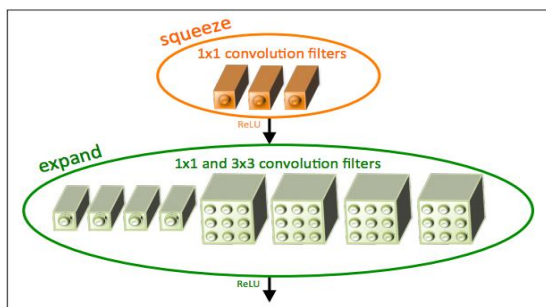 squeeze
1x1 convolution filters
ReLU
expand
1x1 and 3x3 convolution filters
ReLU